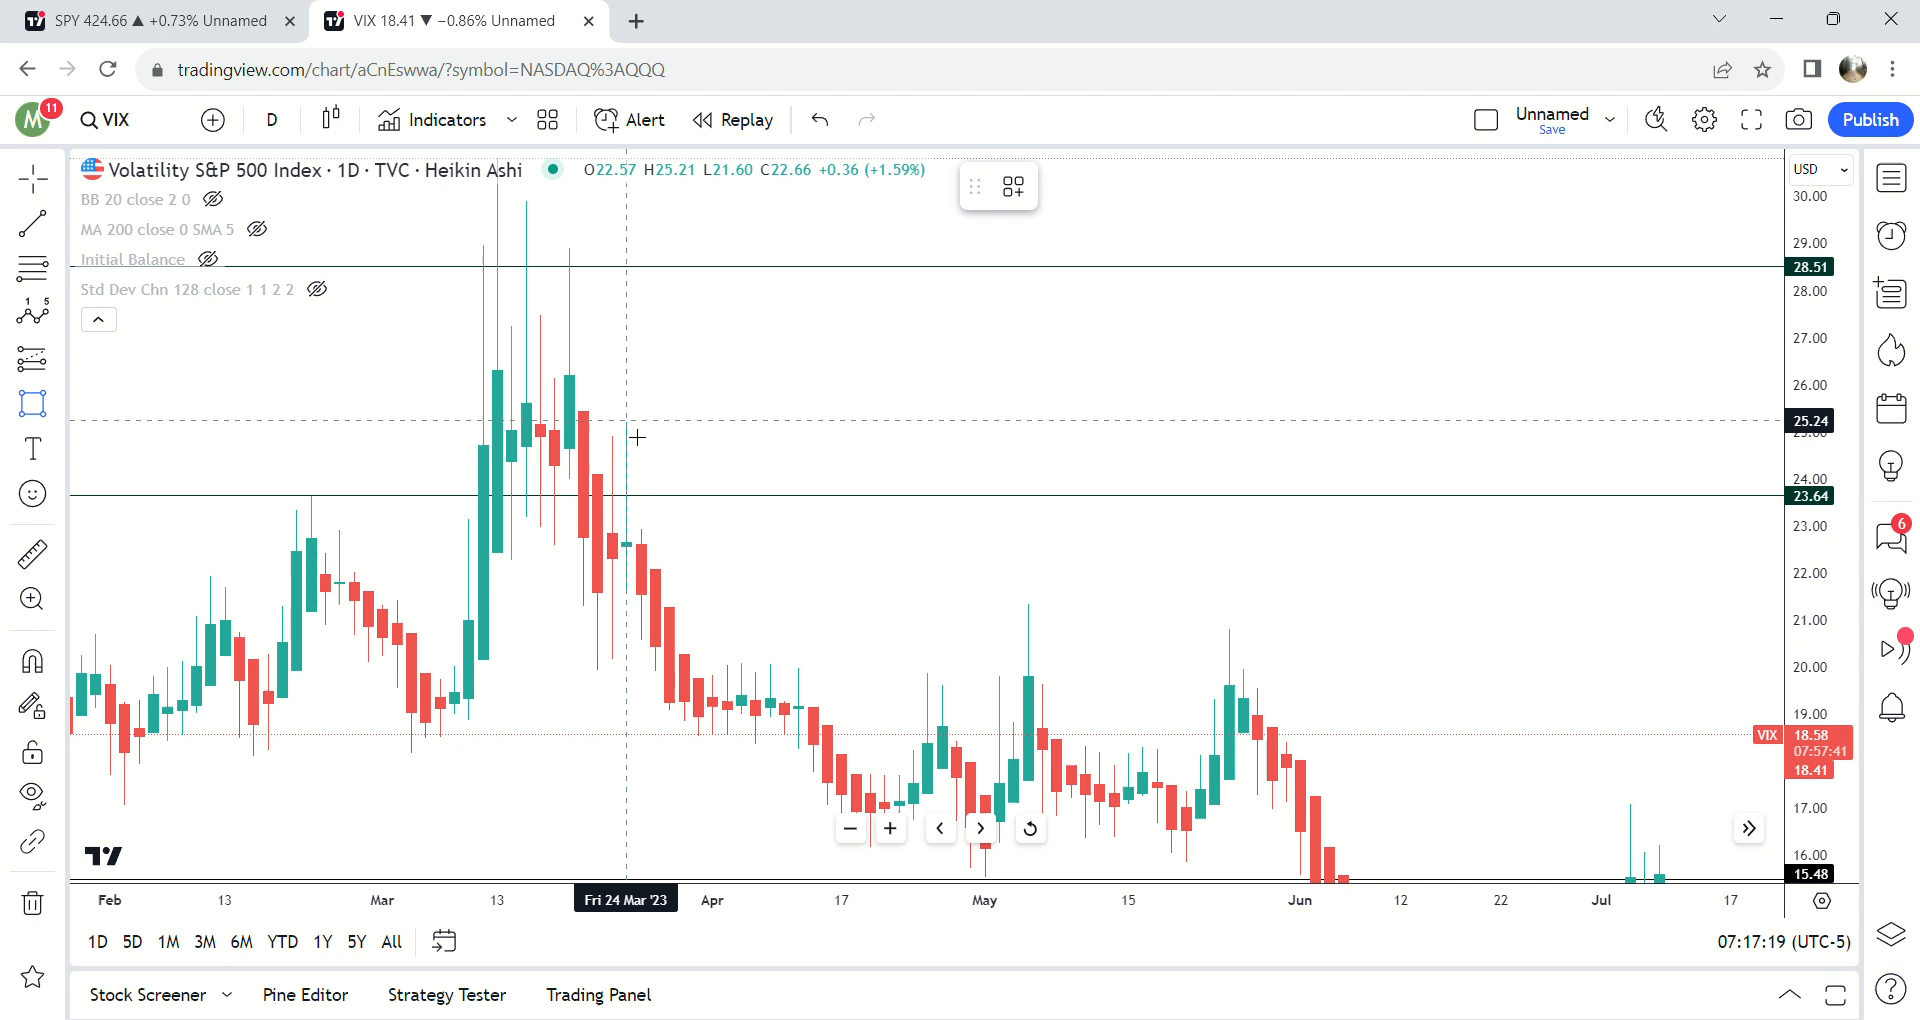 SPY 424.66 ▲ +0.73% Unnamed
VIX 18.41 ▼ −0.86% Unnamed
tradingview.com/chart/aCnEswwa/?symbol=NASDAQ%3AQQQ
M
11
VIX
D
Indicators
Alert
Replay
Unnamed
Save
Publish
Volatility S&P 500 Index · 1D · TVC · Heikin Ashi
O22.57 H25.21 L21.60 C22.66 +0.36 (+1.59%)
USD
BB 20 close 2 0
MA 200 close 0 SMA 5
Initial Balance
Std Dev Chn 128 close 1 1 2 2
30.00
29.00
28.51
28.00
27.00
26.00
25.24
25.00
24.00
23.64
23.00
22.00
21.00
20.00
19.00
VIX 18.58
07:57:41
18.41
17.00
16.00
15.48
1 5
T
6
Feb 13 Mar 13 Fri 24 Mar '23 Apr 17 May 15 Jun 12 22 Jul 17
1D 5D 1M 3M 6M YTD 1Y 5Y All
07:17:19 (UTC-5)
Stock Screener
Pine Editor
Strategy Tester
Trading Panel